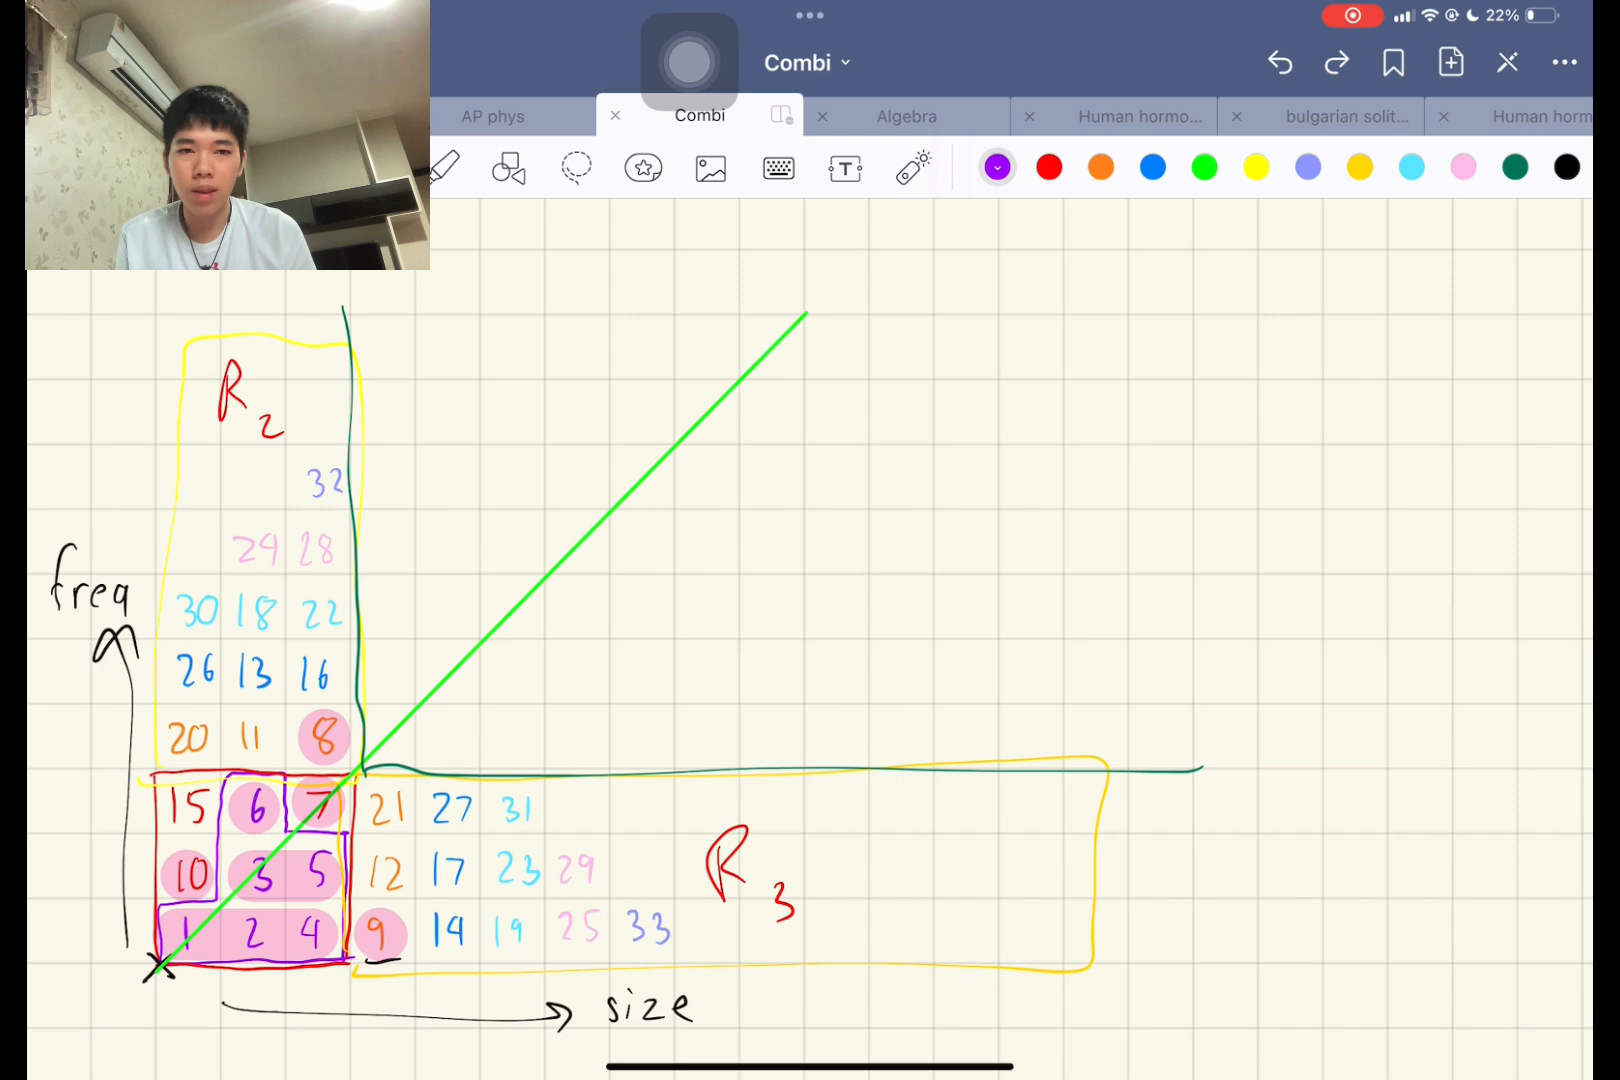 22%
Combi
AP phys
Combi
Algebra
Human hormo...
bulgarian solit...
Human horm
T
R2
32
24 28
freq
30 18 22
26 13 16
20 11 8
15 6 7 21 27 31
10 3 5 12 17 23 29
R3
1 2 4 9 14 19 25 33
size